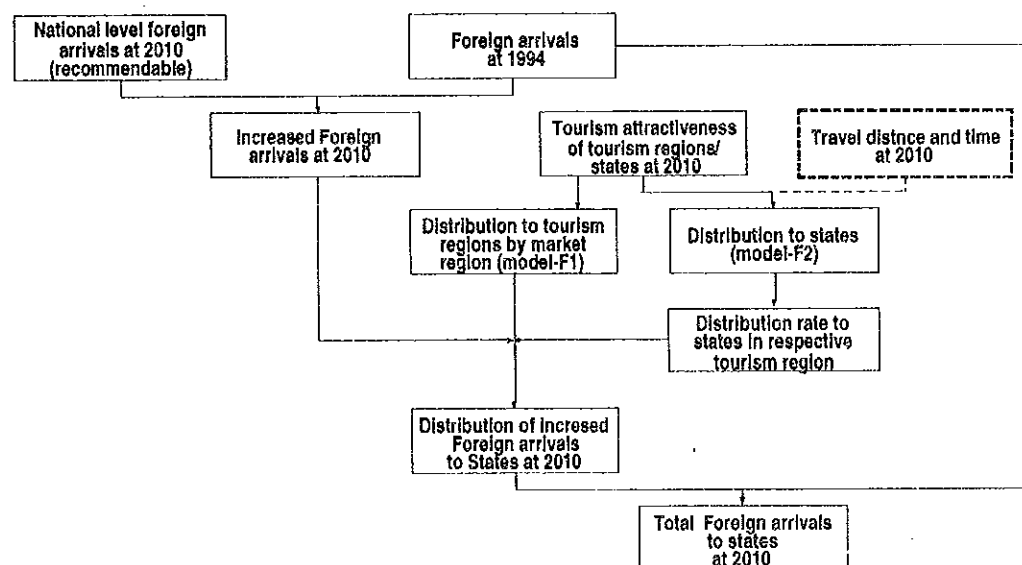 National level foreign
arrivals at 2010
(recommendable)
Foreign arrivals
at 1994
Increased Foreign
arrivals at 2010
Tourism attractiveness
of tourism regions/
states at 2010
Travel distnce and time
at 2010
Distribution to tourism
regions by market
region (model-F1)
Distribution to states
(model-F2)
Distribution rate to
states in respective
tourism region
Distribution of incresed
Foreign arrivals
to States at 2010
Total Foreign arrivals
to states
at 2010